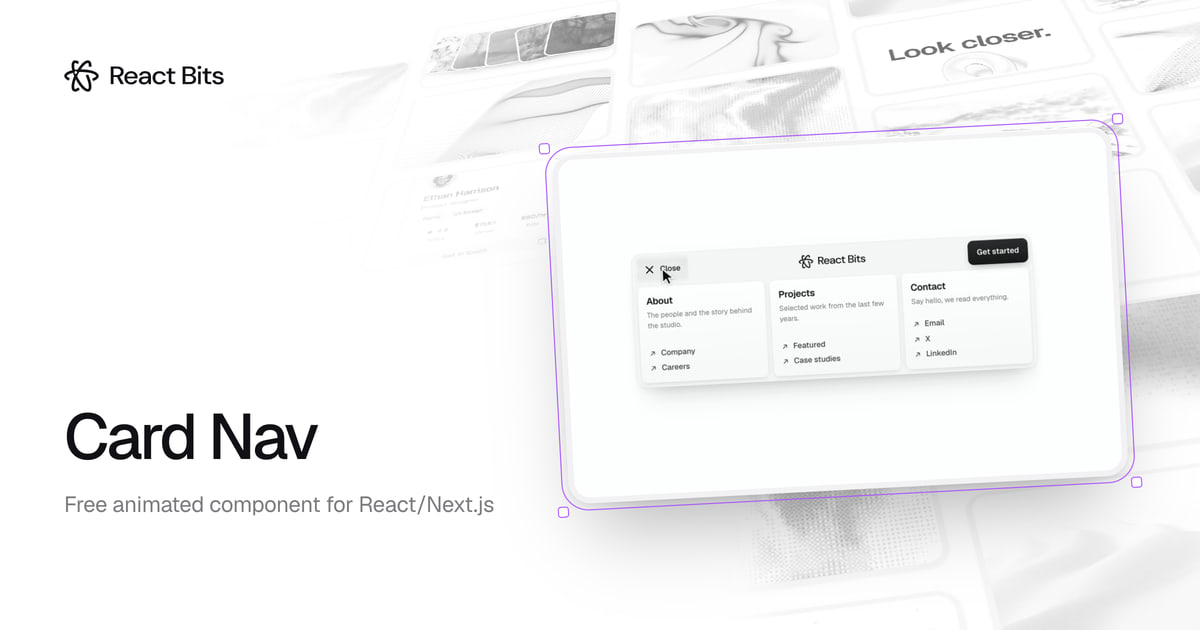 React Bits
Look closer.
Ethan Harrison
Close
React Bits
Get started
About
The people and the story behind
the studio.
Company
Careers
Projects
Selected work from the last few
years.
Featured
Case studies
Contact
Say hello, we read everything.
Email
X
LinkedIn
Card Nav
Free animated component for React/Next.js